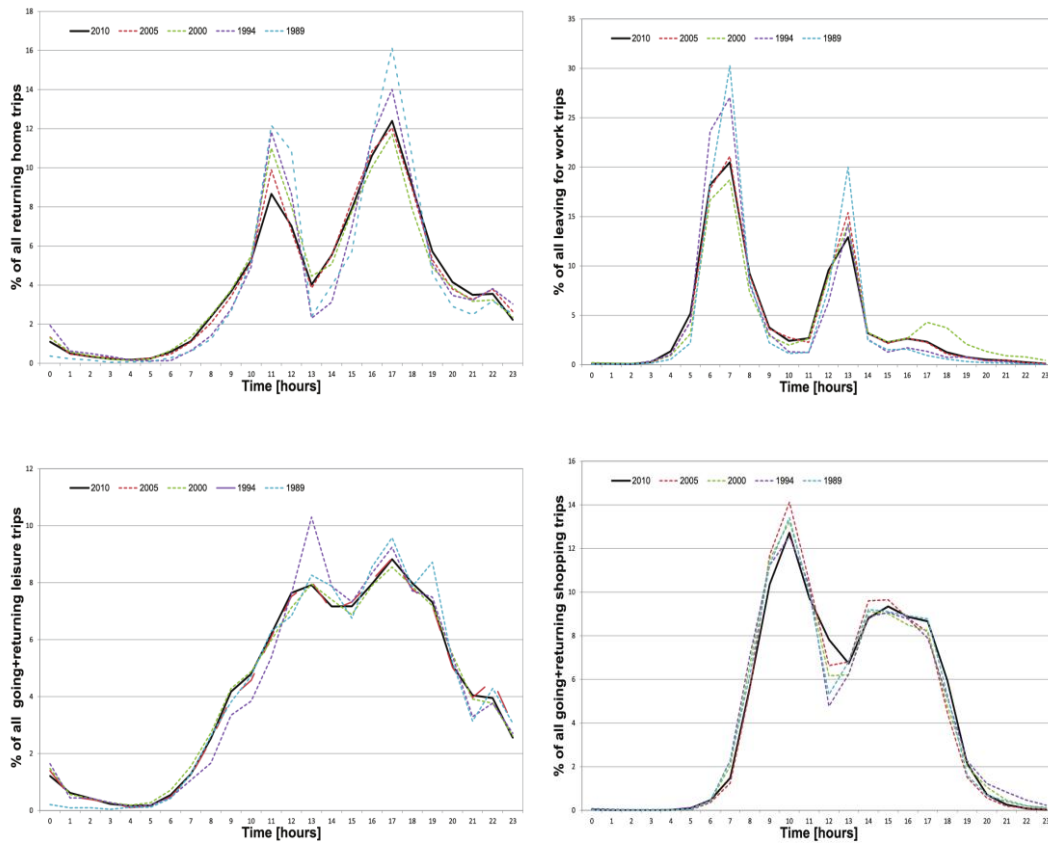 % of all returning home trips
2010 2005 2000 1994 1989
18
16
14
12
10
8
6
4
2
0
0 1 2 3 4 5 6 7 8 9 10 11 12 13 14 15 16 17 18 19 20 21 22 23
Time [hours]
% of all leaving for work trips
2010 2005 2000 1994 1989
35
30
25
20
15
10
5
0
0 1 2 3 4 5 6 7 8 9 10 11 12 13 14 15 16 17 18 19 20 21 22 23
Time [hours]
% of all going+returning leisure trips
2010 2005 2000 1994 1989
12
10
8
6
4
2
0
0 1 2 3 4 5 6 7 8 9 10 11 12 13 14 15 16 17 18 19 20 21 22 23
Time [hours]
% of all going+returning shopping trips
2010 2005 2000 1994 1989
16
14
12
10
8
6
4
2
0
0 1 2 3 4 5 6 7 8 9 10 11 12 13 14 15 16 17 18 19 20 21 22 23
Time [hours]